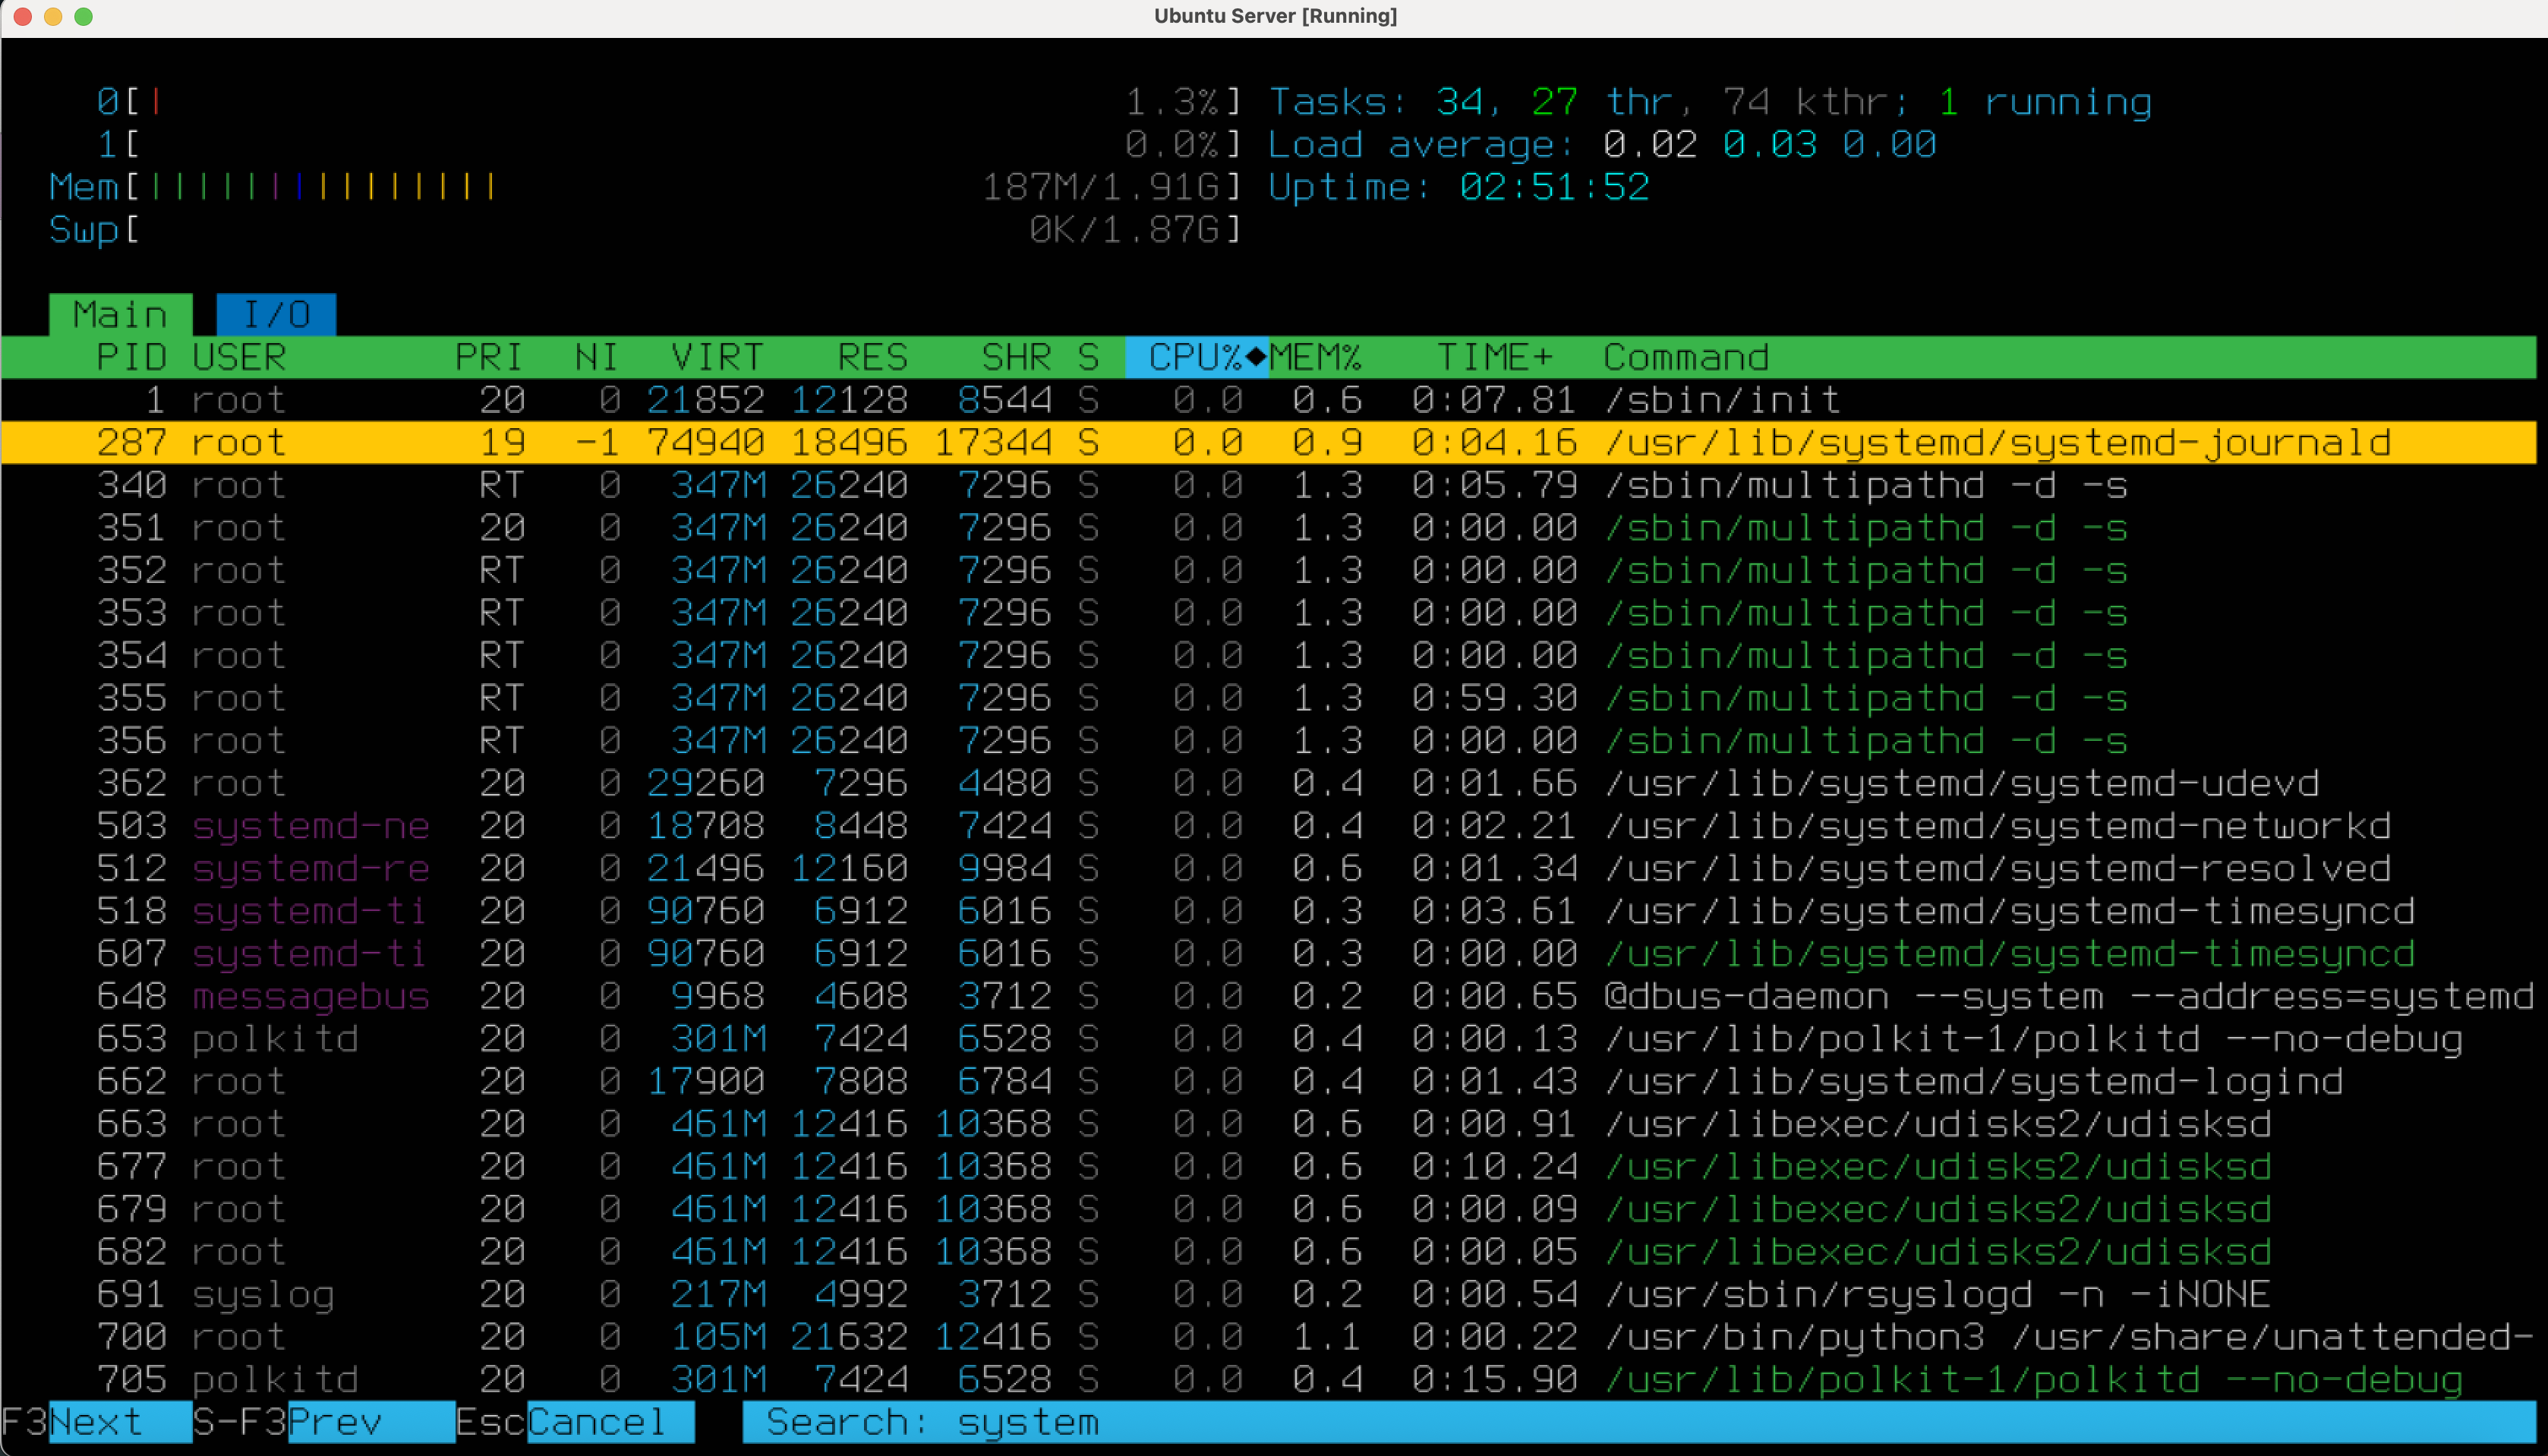 Ubuntu Server [Running]
0[| 1.3%] Tasks: 34, 27 thr, 74 kthr; 1 running
1[ 0.0%] Load average: 0.02 0.03 0.00
Mem[||||||||||||||| 187M/1.91G] Uptime: 02:51:52
Swp[ 0K/1.87G]
Main I/O
PID USER PRI NI VIRT RES SHR S CPU%◆MEM% TIME+ Command
1 root 20 0 21852 12128 8544 S 0.0 0.6 0:07.81 /sbin/init
287 root 19 -1 74940 18496 17344 S 0.0 0.9 0:04.16 /usr/lib/systemd/systemd-journald
340 root RT 0 347M 26240 7296 S 0.0 1.3 0:05.79 /sbin/multipathd -d -s
351 root 20 0 347M 26240 7296 S 0.0 1.3 0:00.00 /sbin/multipathd -d -s
352 root RT 0 347M 26240 7296 S 0.0 1.3 0:00.00 /sbin/multipathd -d -s
353 root RT 0 347M 26240 7296 S 0.0 1.3 0:00.00 /sbin/multipathd -d -s
354 root RT 0 347M 26240 7296 S 0.0 1.3 0:00.00 /sbin/multipathd -d -s
355 root RT 0 347M 26240 7296 S 0.0 1.3 0:59.30 /sbin/multipathd -d -s
356 root RT 0 347M 26240 7296 S 0.0 1.3 0:00.00 /sbin/multipathd -d -s
362 root 20 0 29260 7296 4480 S 0.0 0.4 0:01.66 /usr/lib/systemd/systemd-udevd
503 systemd-ne 20 0 18708 8448 7424 S 0.0 0.4 0:02.21 /usr/lib/systemd/systemd-networkd
512 systemd-re 20 0 21496 12160 9984 S 0.0 0.6 0:01.34 /usr/lib/systemd/systemd-resolved
518 systemd-ti 20 0 90760 6912 6016 S 0.0 0.3 0:03.61 /usr/lib/systemd/systemd-timesyncd
607 systemd-ti 20 0 90760 6912 6016 S 0.0 0.3 0:00.00 /usr/lib/systemd/systemd-timesyncd
648 messagebus 20 0 9968 4608 3712 S 0.0 0.2 0:00.65 @dbus-daemon --system --address=systemd
653 polkitd 20 0 301M 7424 6528 S 0.0 0.4 0:00.13 /usr/lib/polkit-1/polkitd --no-debug
662 root 20 0 17900 7808 6784 S 0.0 0.4 0:01.43 /usr/lib/systemd/systemd-logind
663 root 20 0 461M 12416 10368 S 0.0 0.6 0:00.91 /usr/libexec/udisks2/udisksd
677 root 20 0 461M 12416 10368 S 0.0 0.6 0:10.24 /usr/libexec/udisks2/udisksd
679 root 20 0 461M 12416 10368 S 0.0 0.6 0:00.09 /usr/libexec/udisks2/udisksd
682 root 20 0 461M 12416 10368 S 0.0 0.6 0:00.05 /usr/libexec/udisks2/udisksd
691 syslog 20 0 217M 4992 3712 S 0.0 0.2 0:00.54 /usr/sbin/rsyslogd -n -iNONE
700 root 20 0 105M 21632 12416 S 0.0 1.1 0:00.22 /usr/bin/python3 /usr/share/unattended-
705 polkitd 20 0 301M 7424 6528 S 0.0 0.4 0:15.90 /usr/lib/polkit-1/polkitd --no-debug
F3Next S-F3Prev EscCancel Search: system